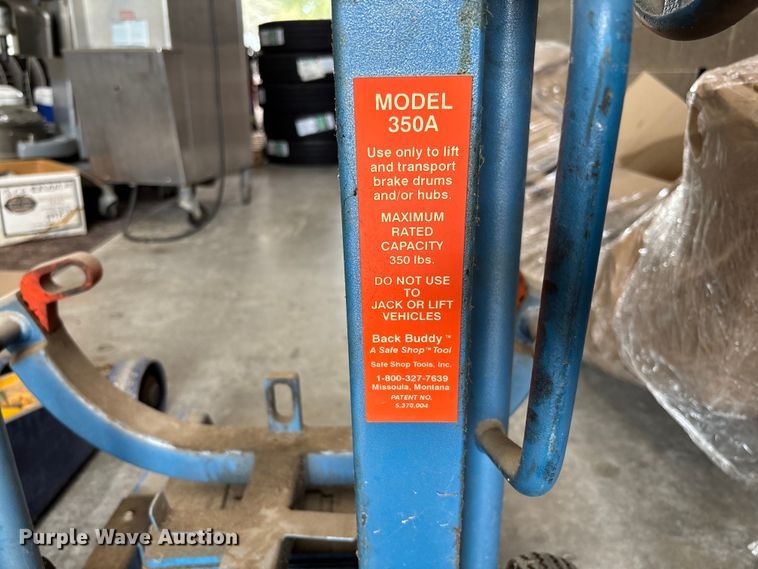 MODEL
350A
Use only to lift
and transport
brake drums
and/or hubs.
MAXIMUM
RATED
CAPACITY
350 lbs.
DO NOT USE
TO
JACK OR LIFT
VEHICLES
Back Buddy™
A Safe Shop™ Tool
Safe Shop Tools, Inc.
1-800-327-7639
Missoula, Montana
PATENT NO.
5,378,004
Purple Wave Auction®